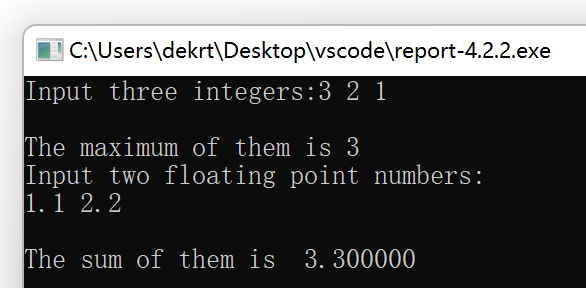 C:\Users\dekrt\Desktop\vscode\report-4.2.2.exe
Input three integers:3 2 1
The maximum of them is 3
Input two floating point numbers:
1.1 2.2
The sum of them is  3.300000